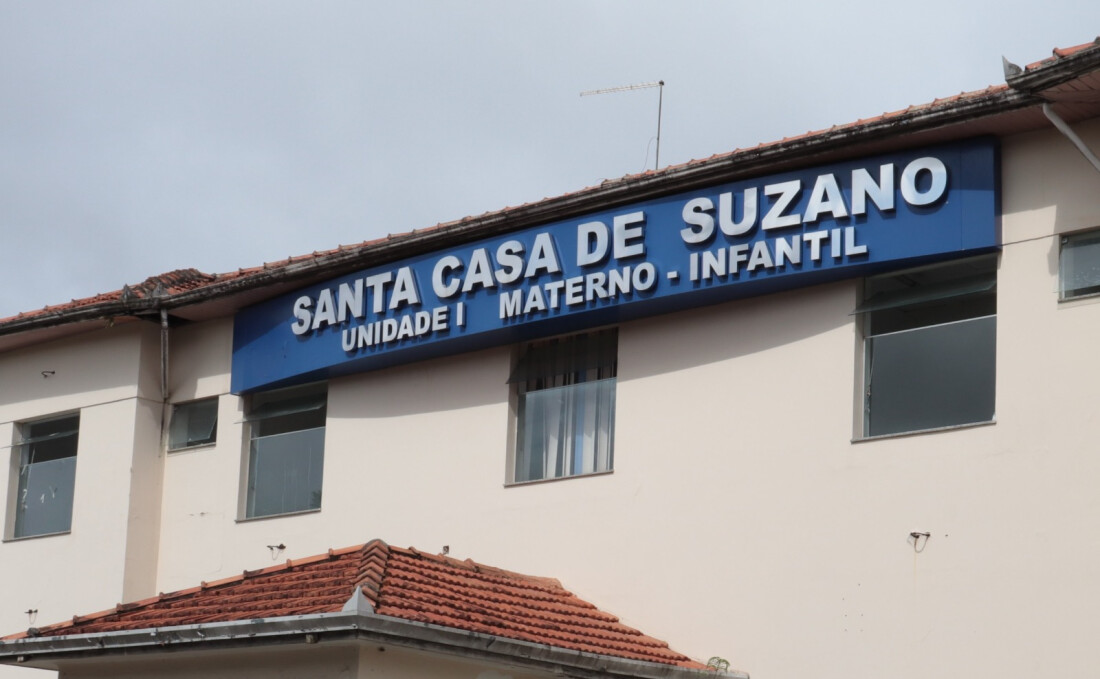 SANTA CASA DE SUZANO
UNIDADE I MATERNO - INFANTIL